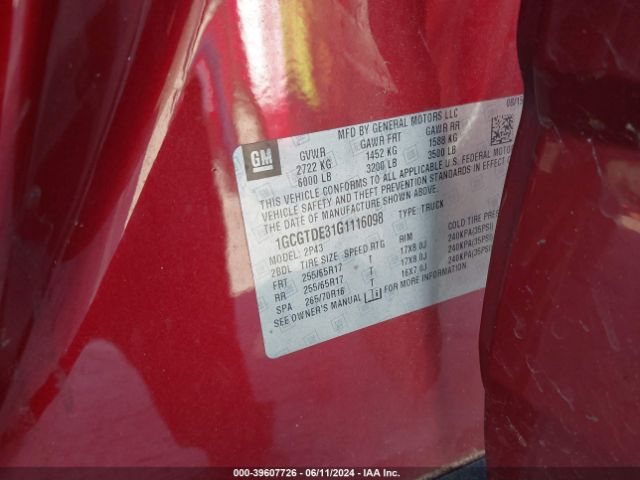 08/15
MFD BY GENERAL MOTORS LLC
GM GVWR GAWR FRT GAWR RR
2722 KG 1452 KG 1588 KG
6000 LB 3200 LB 3500 LB
THIS VEHICLE CONFORMS TO ALL APPLICABLE U.S. FEDERAL MOTOR
VEHICLE SAFETY AND THEFT PREVENTION STANDARDS IN EFFECT ON
THE DATE OF MANUFACTURE SHOWN ABOVE.
1GCGTDE31G1116098 TYPE: TRUCK
MODEL: 2P43
2BDL TIRE SIZE SPEED RTG RIM COLD TIRE PRES
FRT 255/65R17 T 17X8.0J 240KPA(35PSI)
RR 255/65R17 T 17X8.0J 240KPA(35PSI)
SPA 265/70R16 T 16X7.0J 240KPA(35PSI)
SEE OWNER'S MANUAL
000-39607726 - 06/11/2024 - IAA Inc.